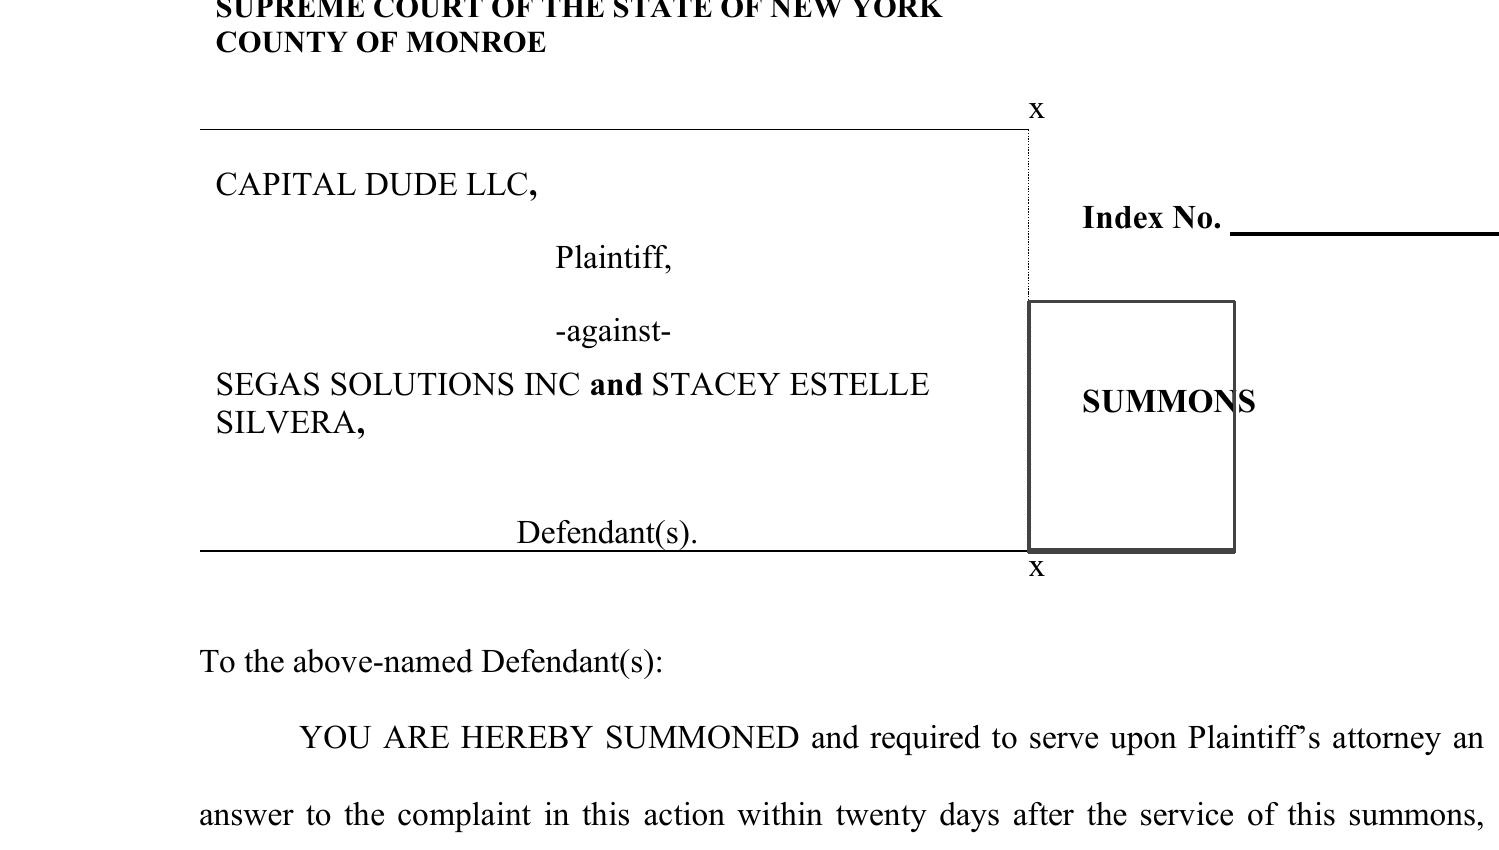 SUPREME COURT OF THE STATE OF NEW YORK
COUNTY OF MONROE
x
CAPITAL DUDE LLC,
Index No.
Plaintiff,
-against-
SEGAS SOLUTIONS INC and STACEY ESTELLE
SILVERA,
SUMMONS
Defendant(s).
x
To the above-named Defendant(s):
YOU ARE HEREBY SUMMONED and required to serve upon Plaintiff’s attorney an
answer to the complaint in this action within twenty days after the service of this summons,